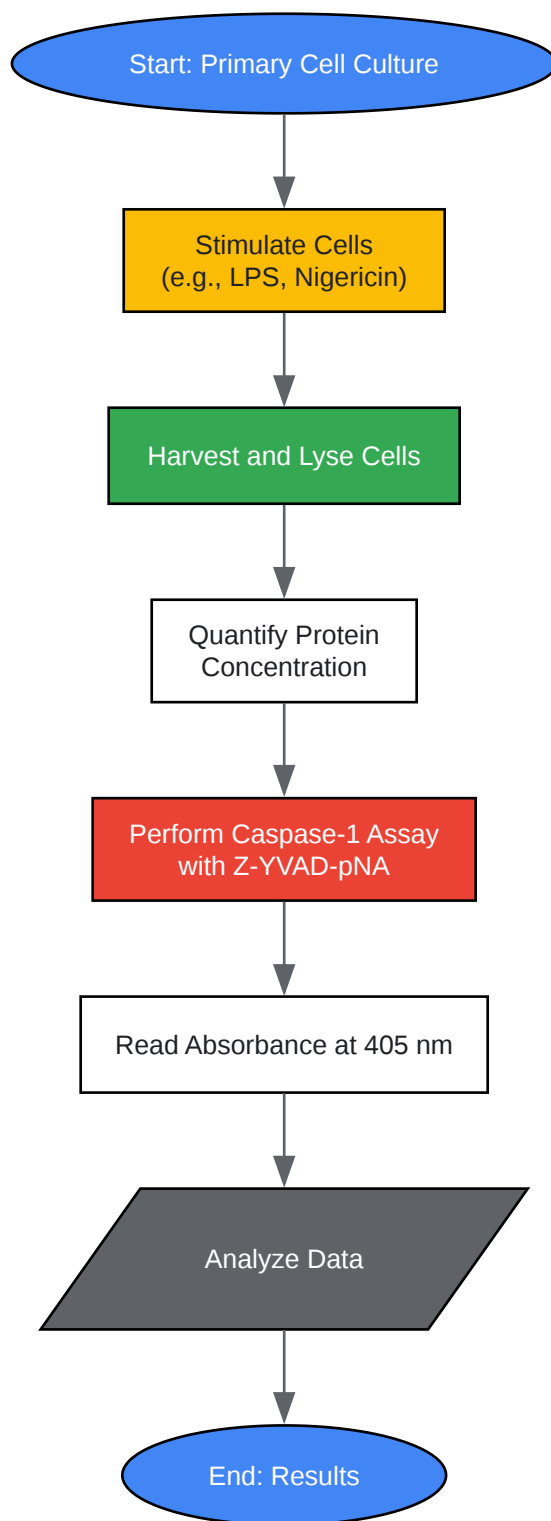 Start: Primary Cell Culture
Stimulate Cells
(e.g., LPS, Nigericin)
Harvest and Lyse Cells
Quantify Protein
Concentration
Perform Caspase-1 Assay
with Z-YVAD-pNA
Read Absorbance at 405 nm
Analyze Data
End: Results